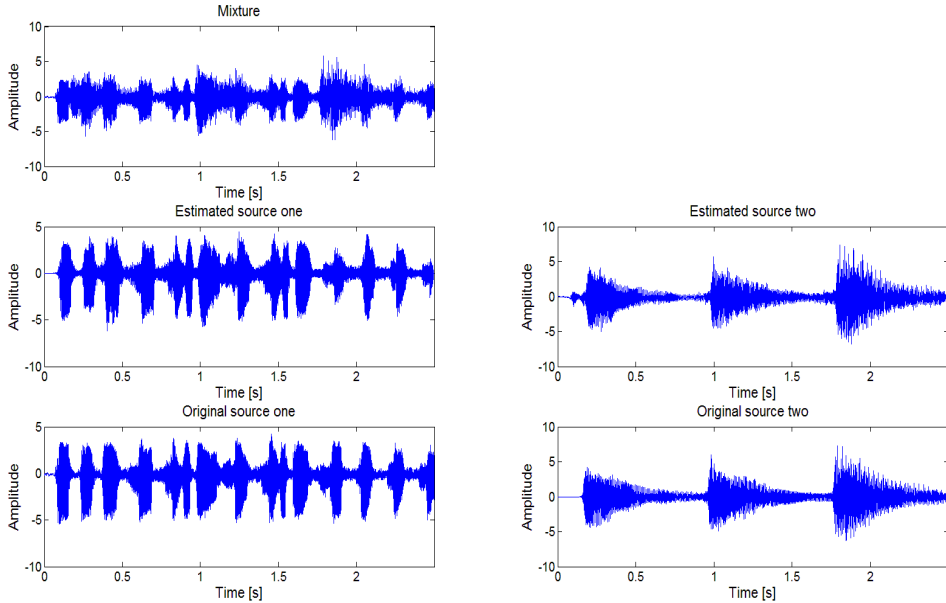 Mixture
10
5
0
-5
-10
Amplitude
0 0.5 1 1.5 2
Time [s]
Estimated source one
5
0
-5
-10
Amplitude
0 0.5 1 1.5 2
Time [s]
Estimated source two
10
5
0
-5
-10
Amplitude
0 0.5 1 1.5 2
Time [s]
Original source one
5
0
-5
-10
Amplitude
0 0.5 1 1.5 2
Time [s]
Original source two
10
5
0
-5
-10
Amplitude
0 0.5 1 1.5 2
Time [s]